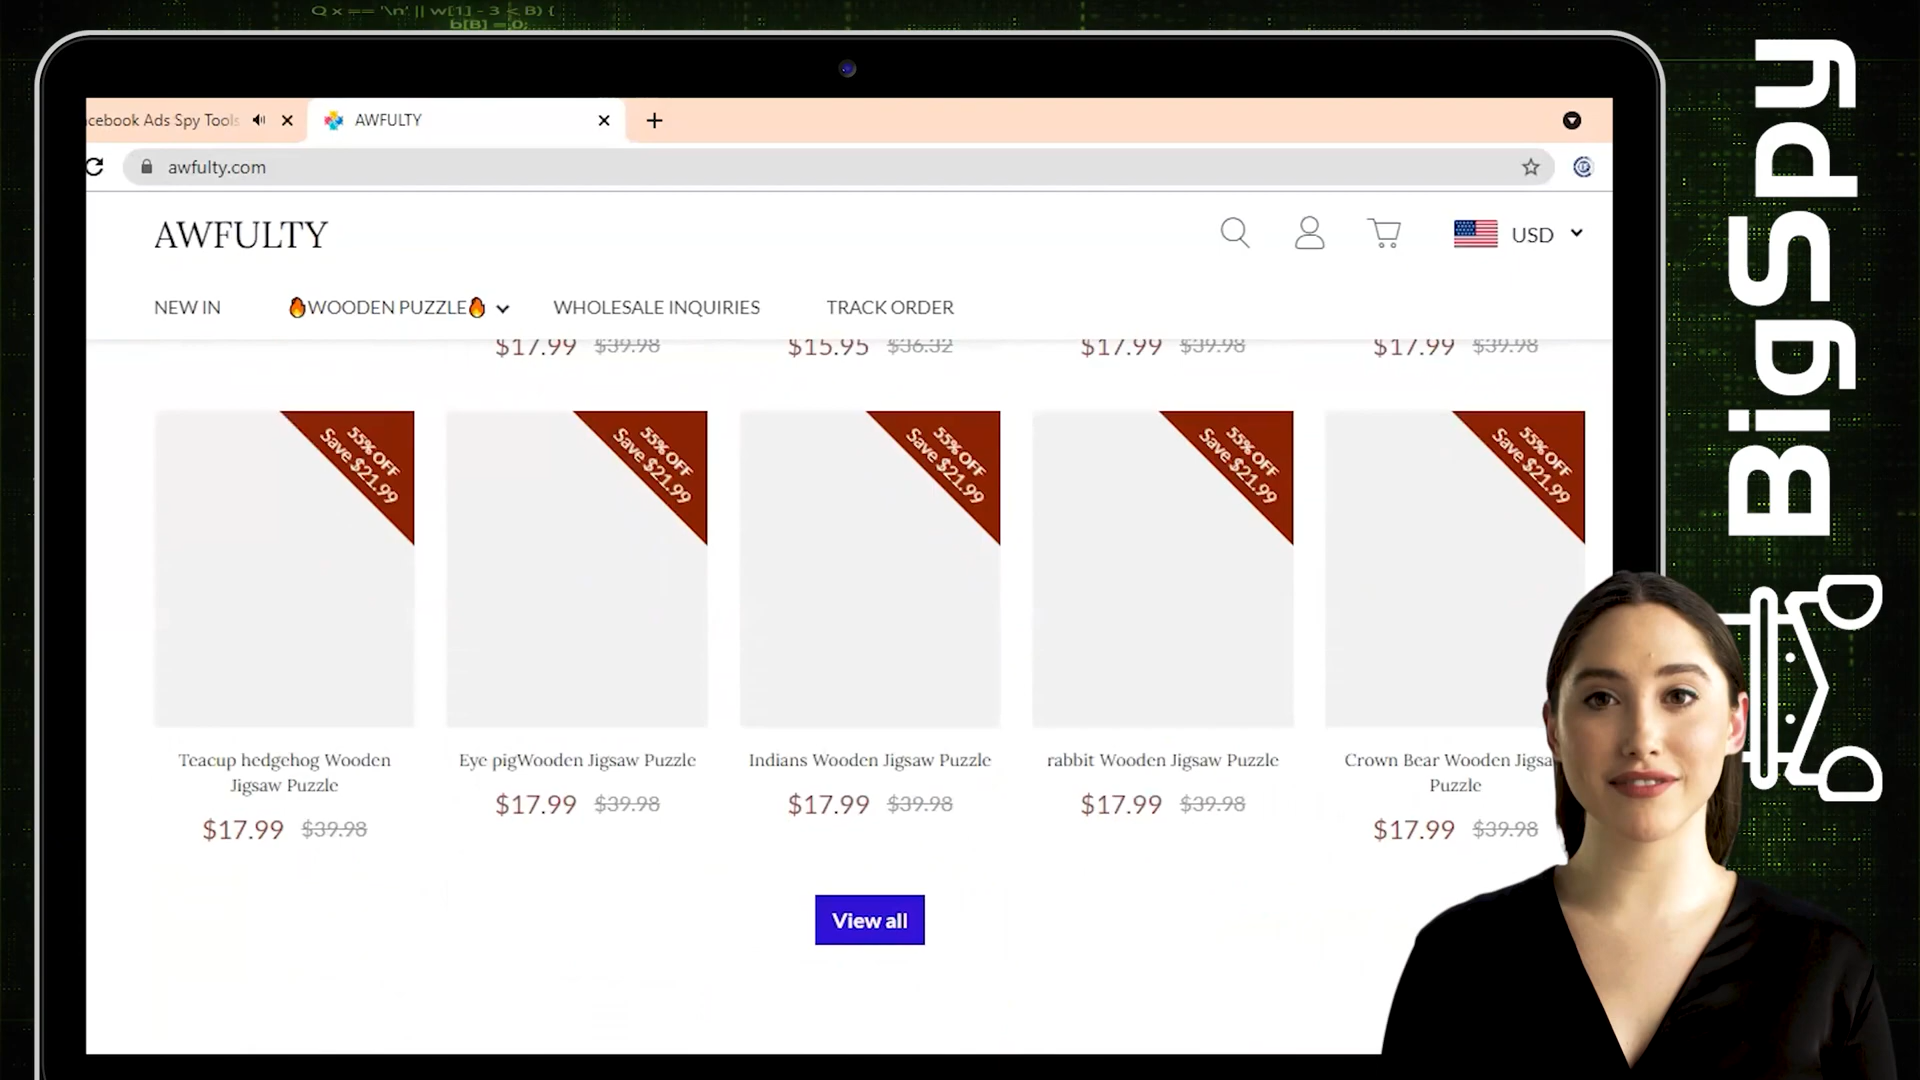 Q x == '\n' || w[1] - 3 < B) {
b[B] = 0;
acebook Ads Spy Tools
AWFULTY
awfulty.com
AWFULTY
USD
NEW IN
🔥WOODEN PUZZLE🔥
WHOLESALE INQUIRIES
TRACK ORDER
$17.99 $39.98
$15.95 $36.32
$17.99 $39.98
$17.99 $39.98
55% OFF
Save $21.99
55% OFF
Save $21.99
55% OFF
Save $21.99
55% OFF
Save $21.99
55% OFF
Save $21.99
Teacup hedgehog Wooden
Jigsaw Puzzle
$17.99 $39.98
Eye pigWooden Jigsaw Puzzle
$17.99 $39.98
Indians Wooden Jigsaw Puzzle
$17.99 $39.98
rabbit Wooden Jigsaw Puzzle
$17.99 $39.98
Crown Bear Wooden Jigsa
Puzzle
$17.99 $39.98
View all
BigSpy